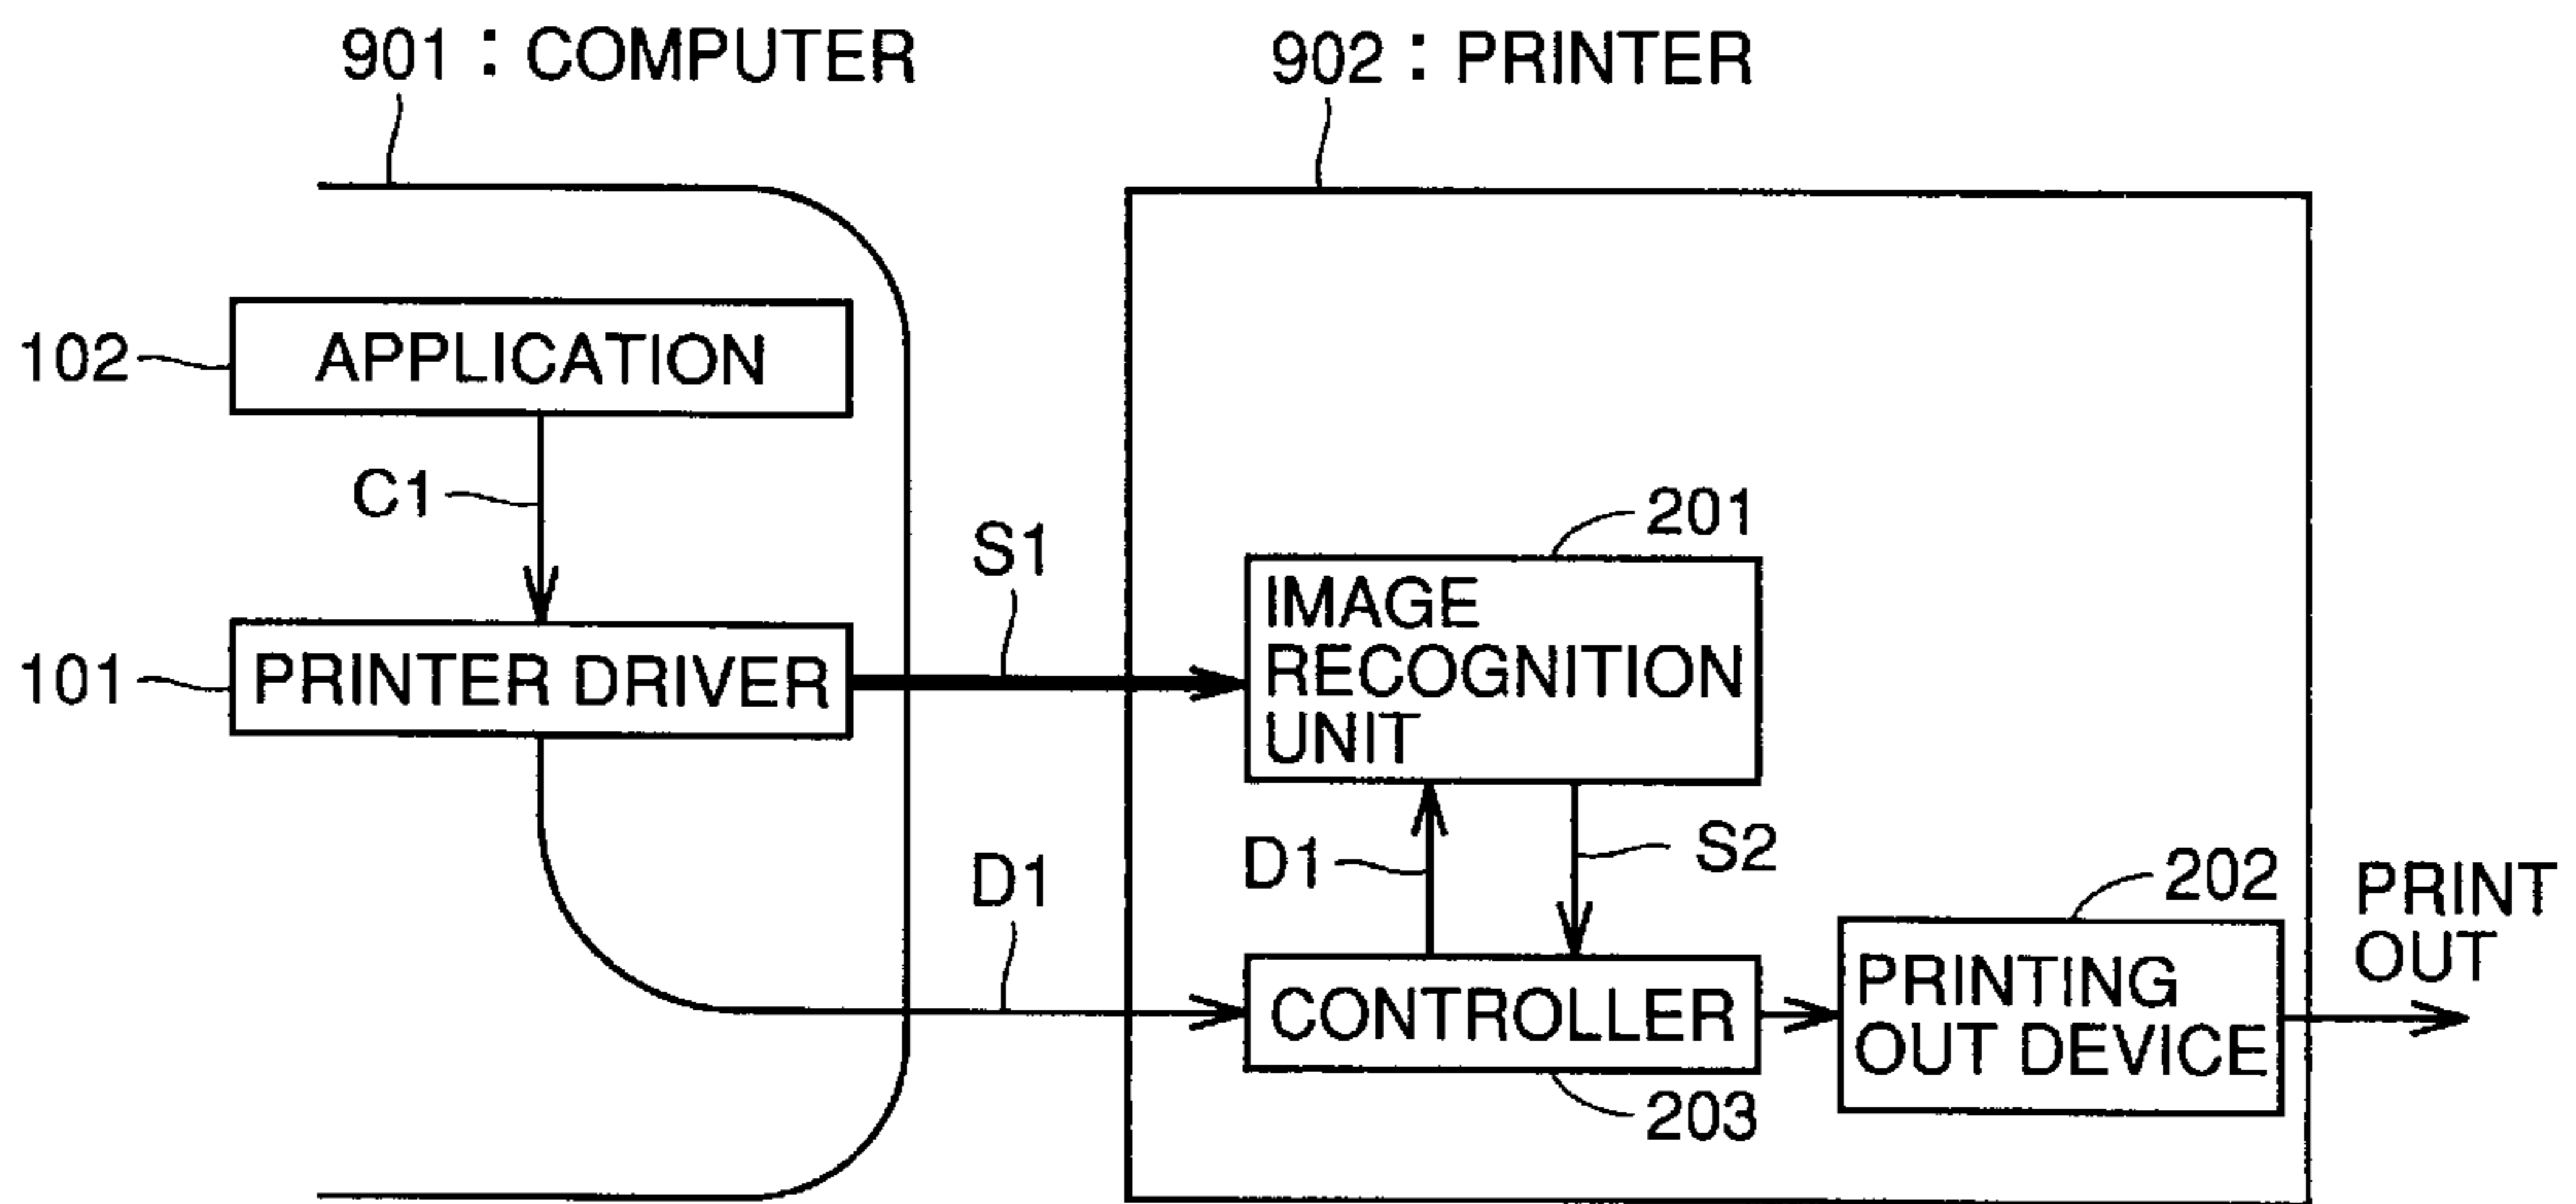 901 : COMPUTER
902 : PRINTER
102
APPLICATION
C1
101
PRINTER DRIVER
S1
201
IMAGE
RECOGNITION
UNIT
D1
D1
S2
202
PRINT
OUT
CONTROLLER
PRINTING
OUT DEVICE
203